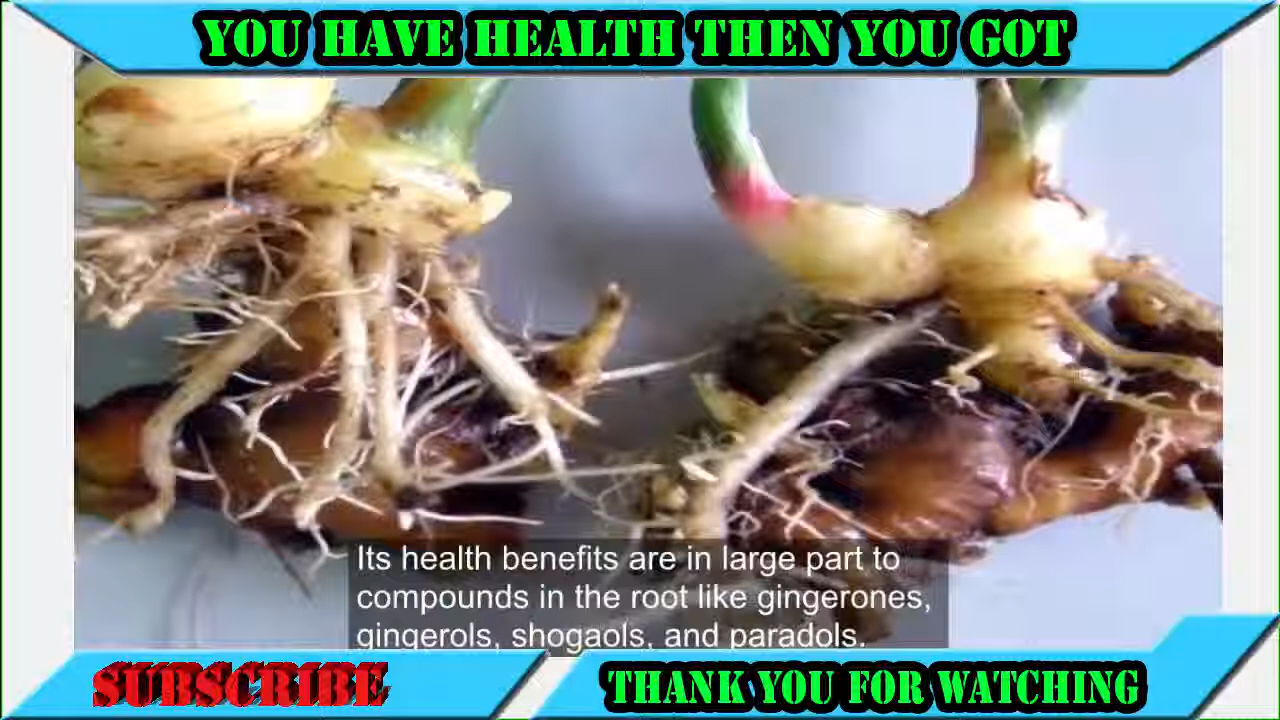 YOU HAVE HEALTH THEN YOU GOT
Its health benefits are in large part to
compounds in the root like gingerones,
gingerols, shogaols, and paradols.
SUBSCRIBE
THANK YOU FOR WATCHING